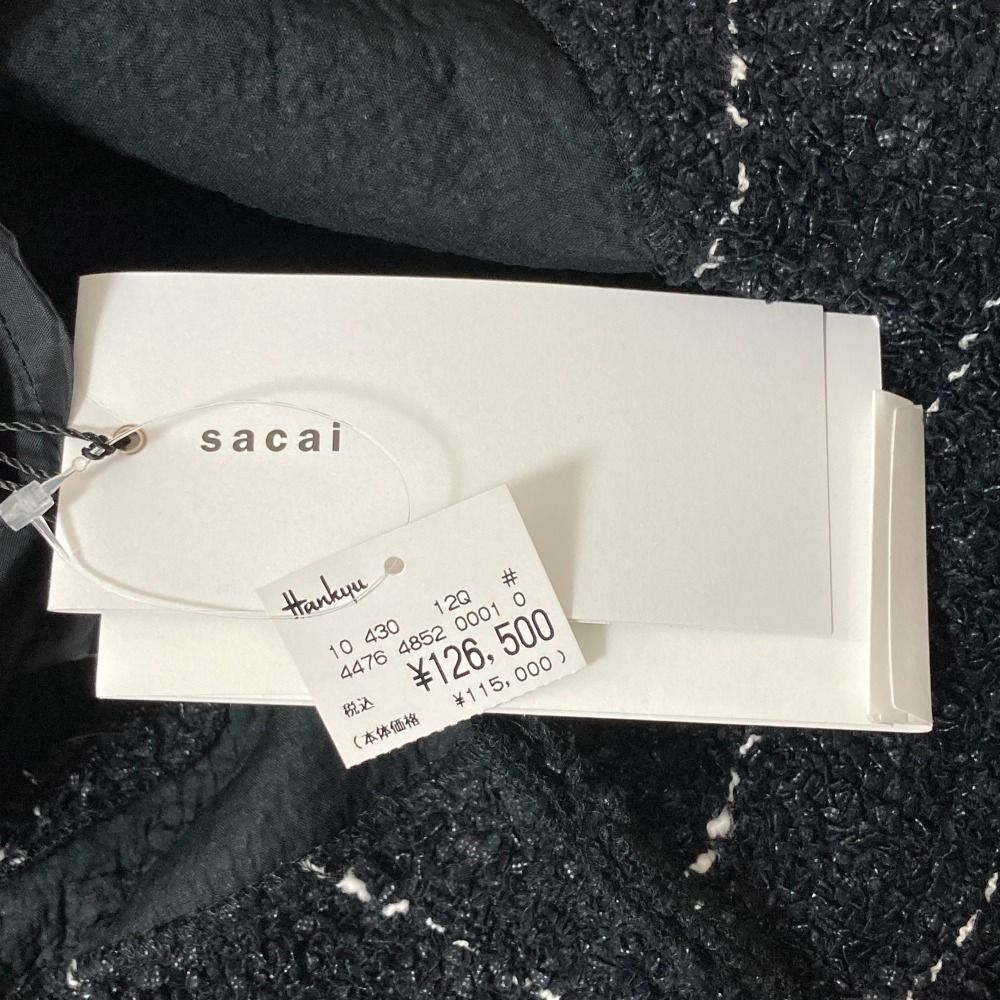 sacai
Hankyu
10 430 12Q #
4476 4852 0001 0
税込 ¥126,500
(本体価格 ¥115,000)